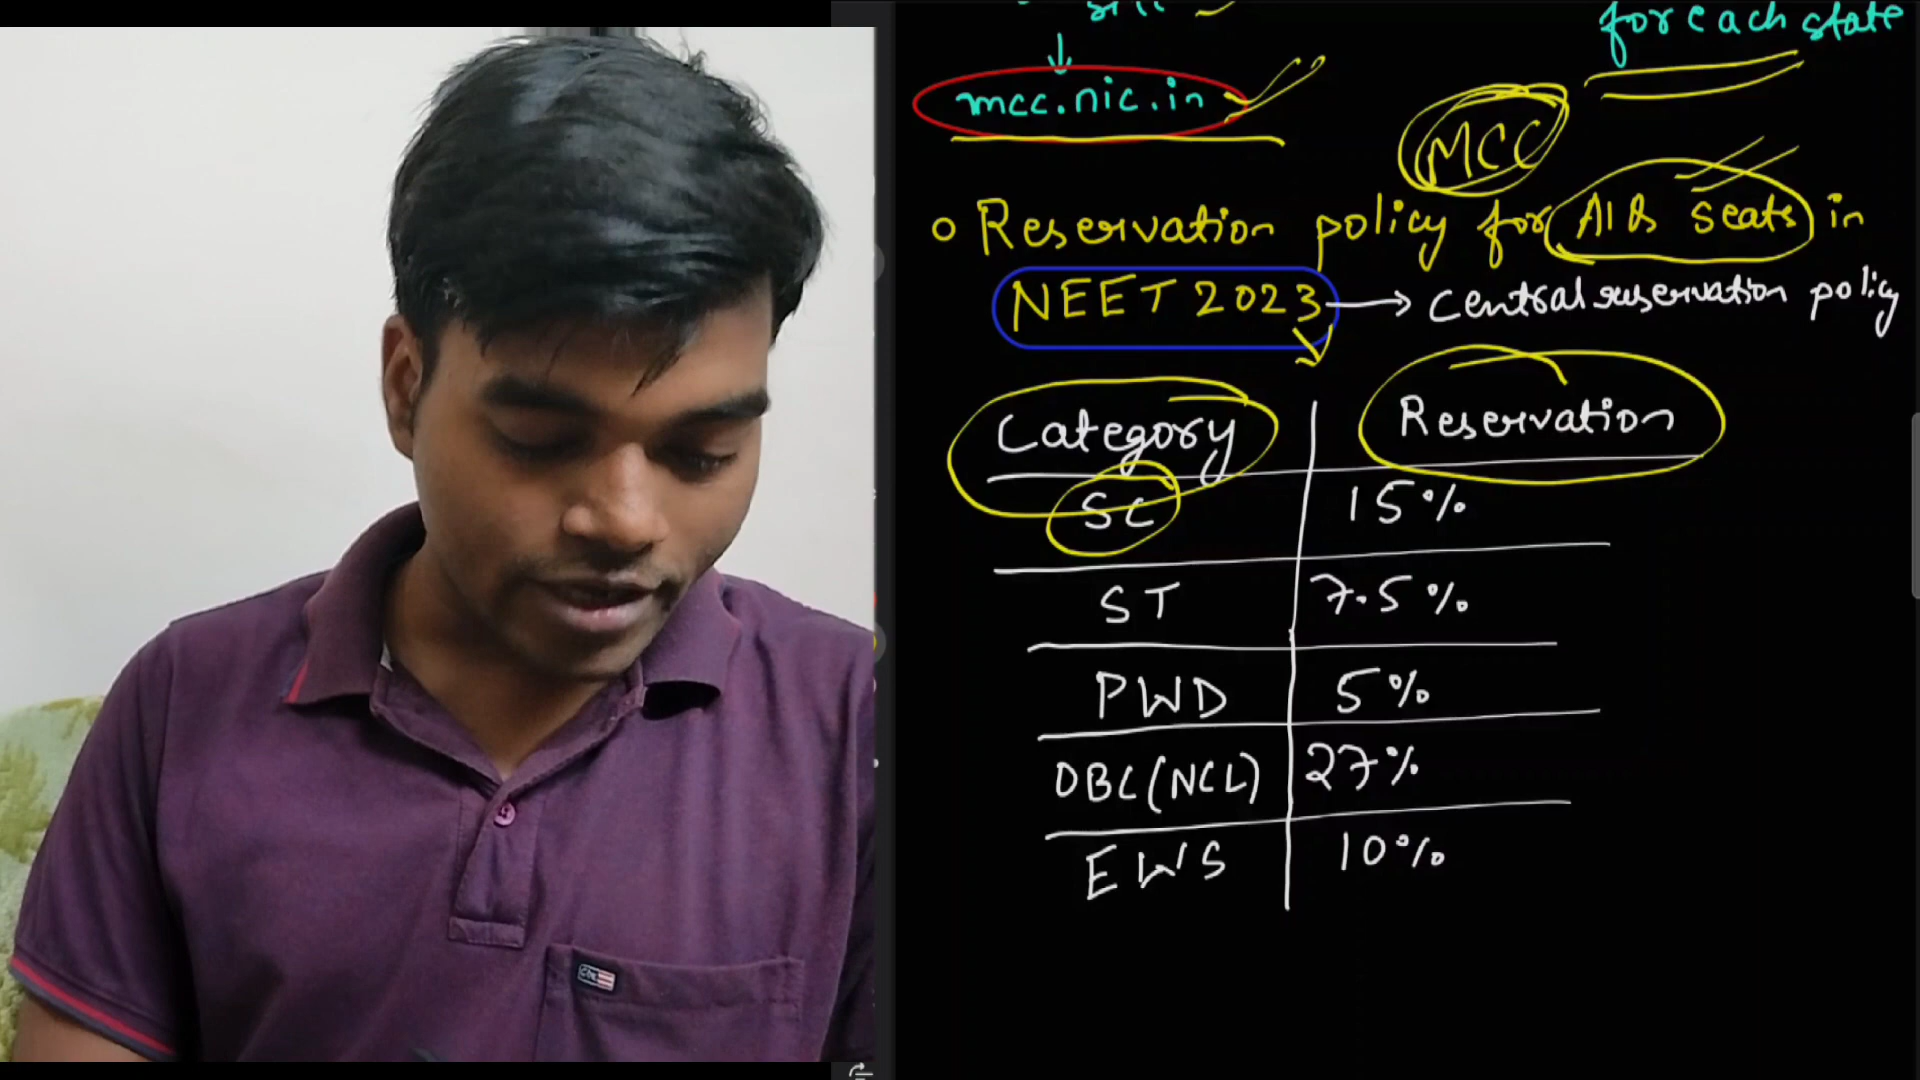 for each state
mcc.nic.in
MCC
o Reservation policy for AIQ seats in
NEET 2023 → Central reservation policy
Category Reservation
SC 15%
ST 7.5%
PWD 5%
OBC (NCL) 27%
EWS 10%